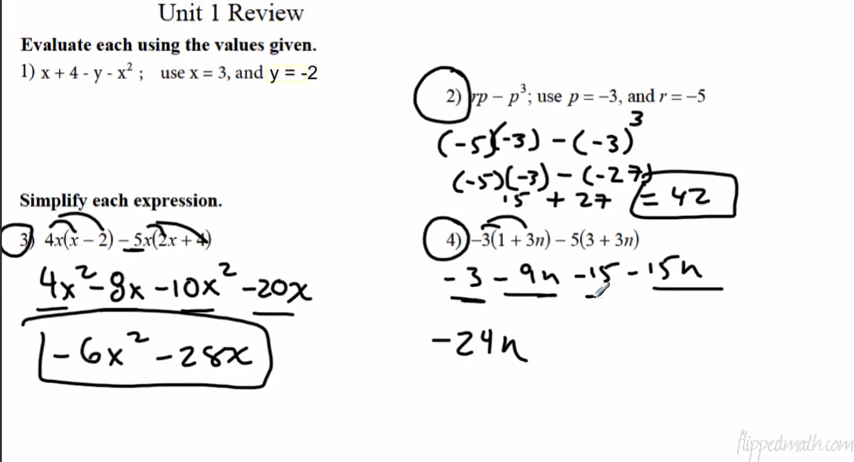 Unit 1 Review
Evaluate each using the values given.
1) x + 4 - y - x²; use x = 3, and y = -2
2) rp – p³; use p = –3, and r = –5
(-5)(-3) - (-3)³
(-5)(-3) - (-27)
15 + 27 = 42
Simplify each expression.
3) 4x(x – 2) – 5x(2x + 4)
4x² - 8x - 10x² - 20x
-6x² - 28x
4) –3(1 + 3n) – 5(3 + 3n)
-3 - 9n - 15 - 15n
-24n
flippedmath.com